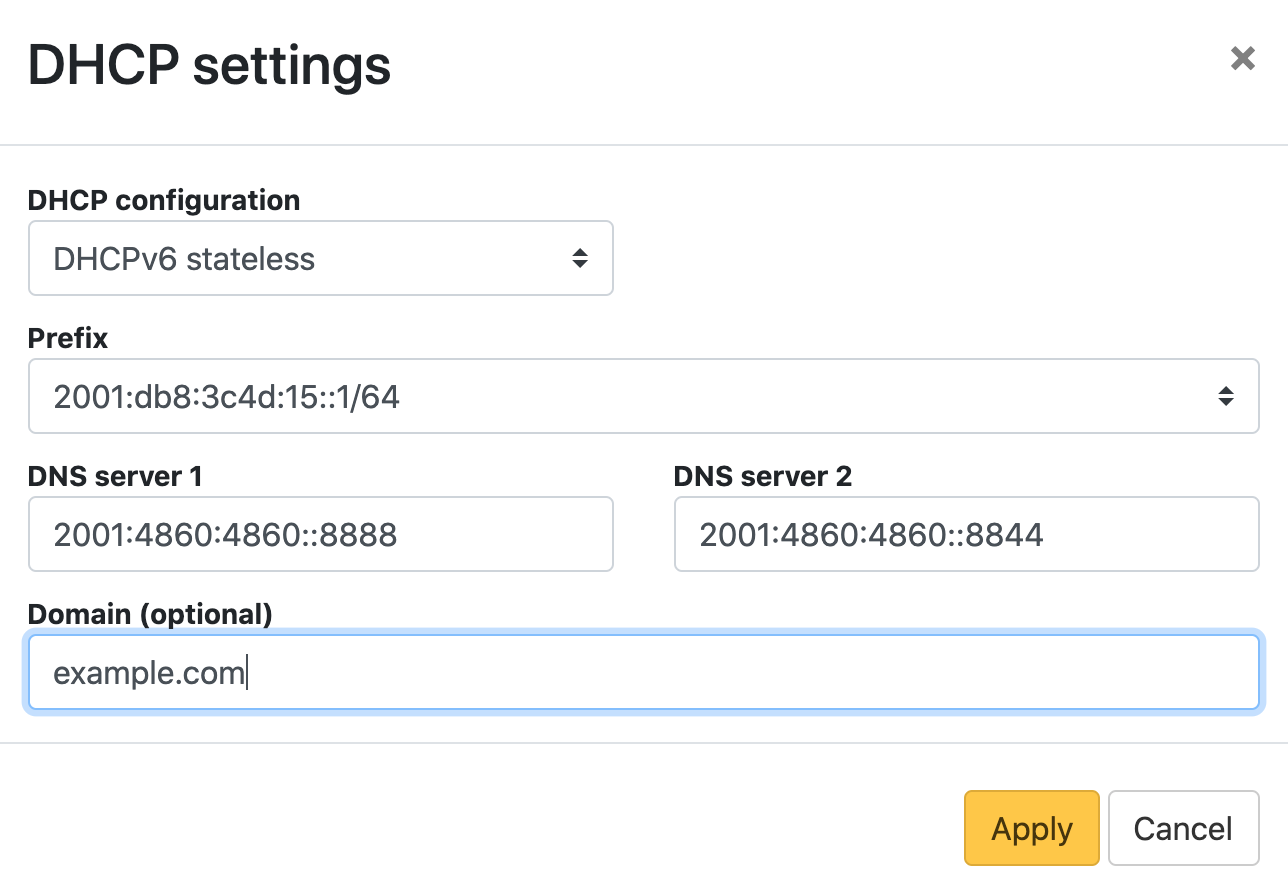 DHCP settings
DHCP configuration
DHCPv6 stateless
Prefix
2001:db8:3c4d:15::1/64
DNS server 1
DNS server 2
2001:4860:4860::8888
2001:4860:4860::8844
Domain (optional)
example.com
Apply
Cancel